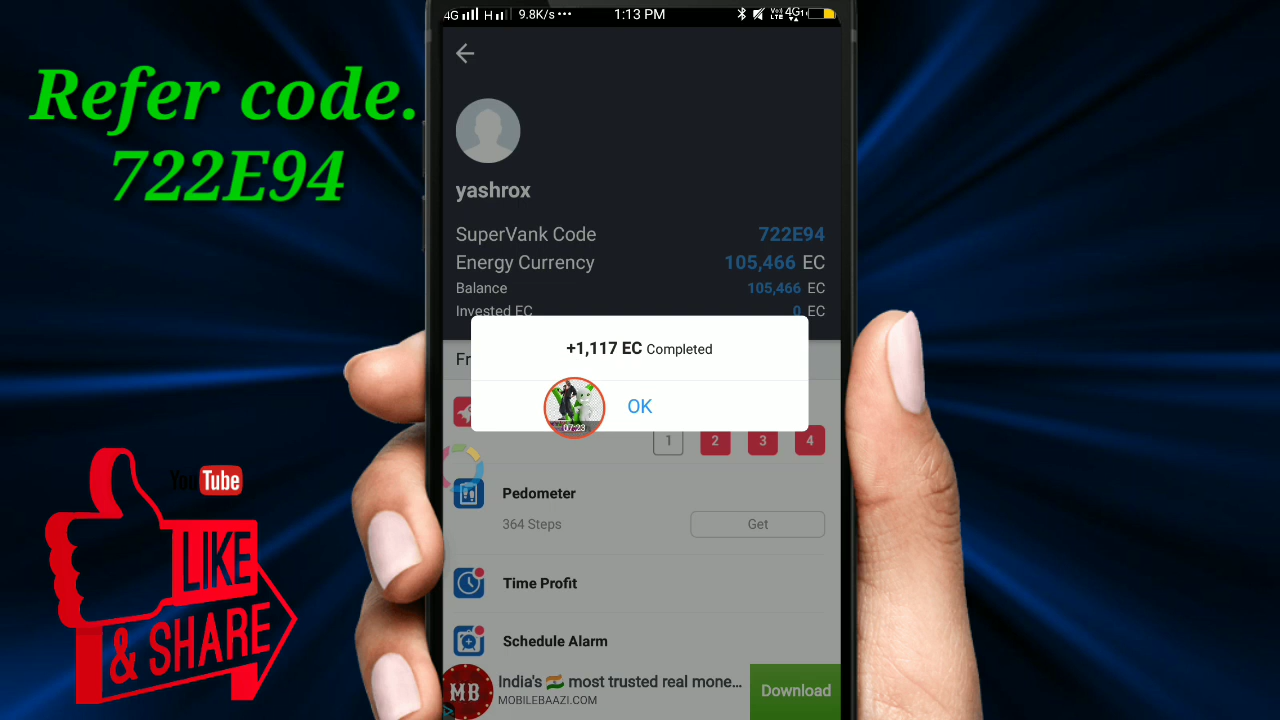 Refer code.
722E94
4G H 9.8K/s ... 1:13 PM VoLTE 4G
yashrox
SuperVank Code 722E94
Energy Currency 105,466 EC
Balance 105,466 EC
Invested EC 0 EC
+1,117 EC Completed
OK
07:23
Fr
1 2 3 4
Pedometer
364 Steps Get
Time Profit
Schedule Alarm
MB India's 🇮🇳 most trusted real mone...
MOBILEBAAZI.COM
Download
YouTube
LIKE
& SHARE